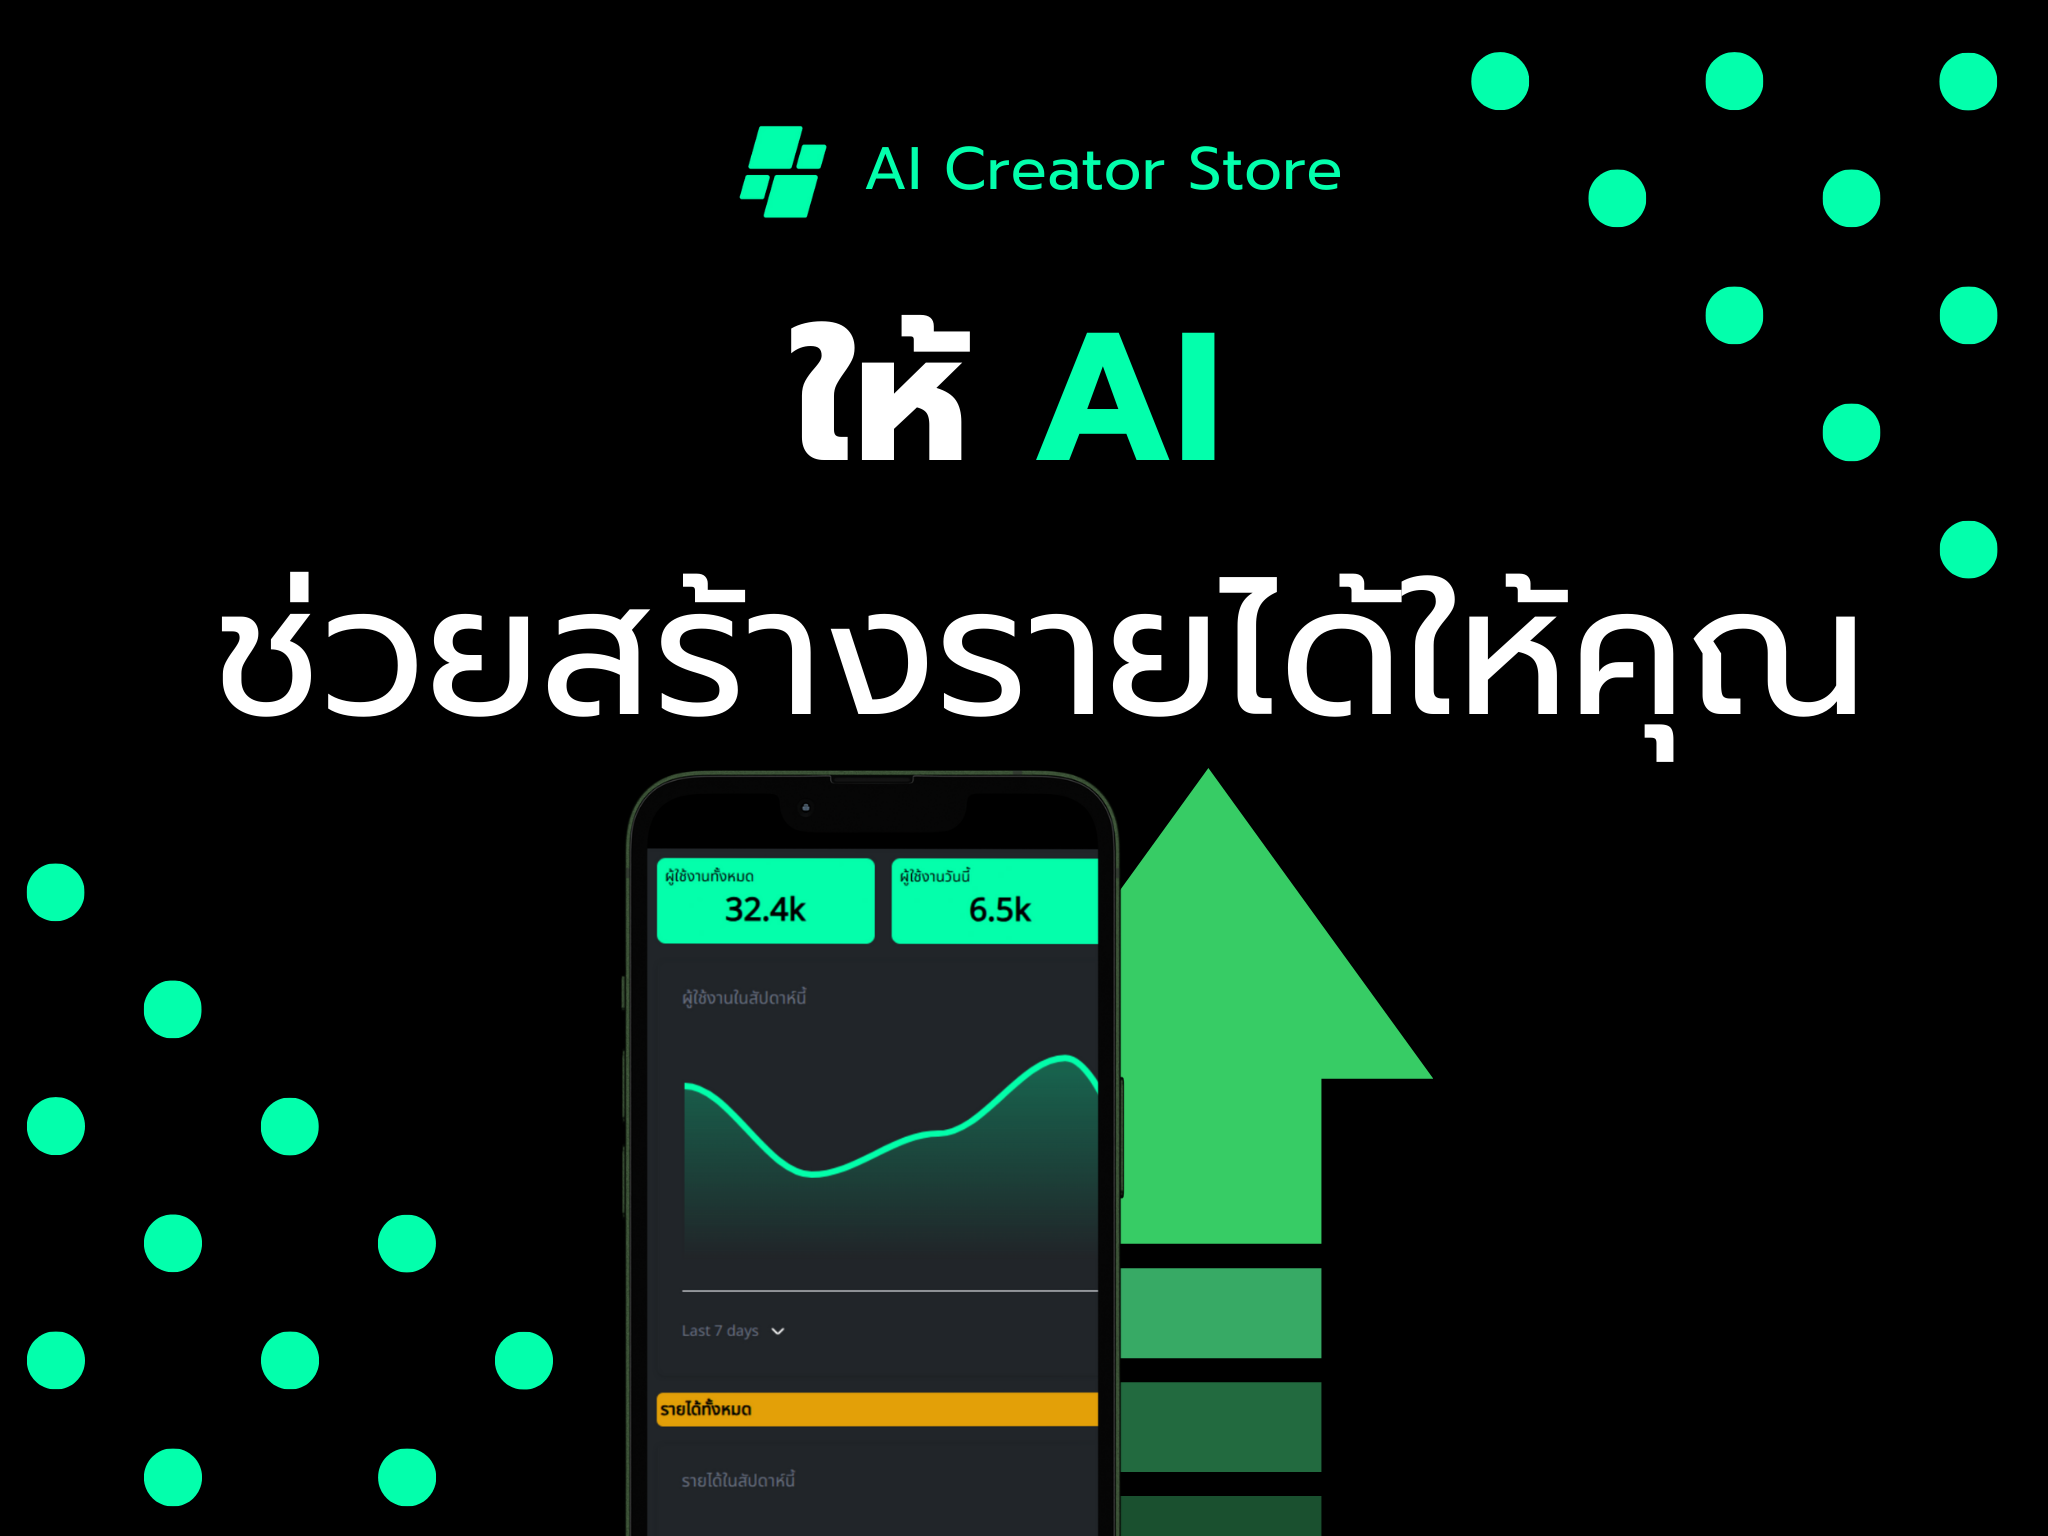 AI Creator Store
ให้ AI
ช่วยสร้างรายได้ให้คุณ
ผู้ใช้งานทั้งหมด
32.4k
ผู้ใช้งานวันนี้
6.5k
ผู้ใช้งานในสัปดาห์นี้
Last 7 days
รายได้ทั้งหมด
รายได้ในสัปดาห์นี้